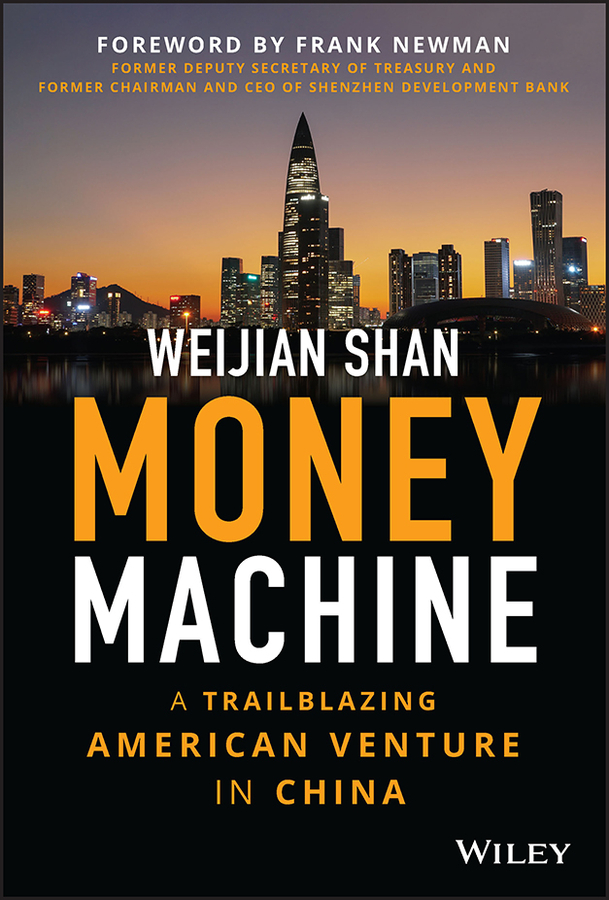 FOREWORD BY FRANK NEWMAN
FORMER DEPUTY SECRETARY OF TREASURY AND
FORMER CHAIRMAN AND CEO OF SHENZHEN DEVELOPMENT BANK
WEIJIAN SHAN
MONEY
MACHINE
A TRAILBLAZING
AMERICAN VENTURE
IN CHINA
WILEY